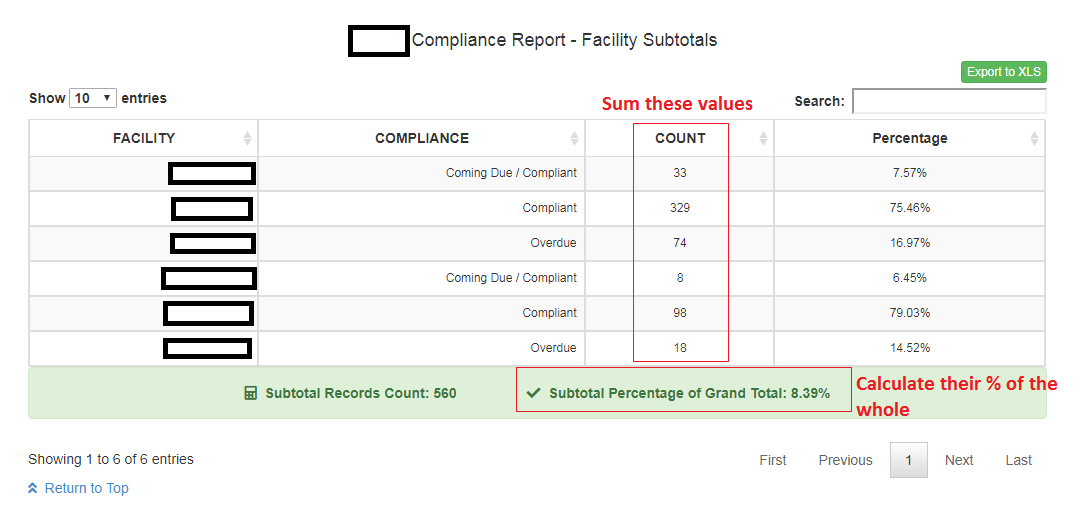 Compliance Report - Facility Subtotals
Export to XLS
Show 10 entries
Sum these values
Search:
FACILITY COMPLIANCE COUNT Percentage
Coming Due / Compliant 33 7.57%
Compliant 329 75.46%
Overdue 74 16.97%
Coming Due / Compliant 8 6.45%
Compliant 98 79.03%
Overdue 18 14.52%
Subtotal Records Count: 560 Subtotal Percentage of Grand Total: 8.39%
Calculate their % of the
whole
Showing 1 to 6 of 6 entries
First Previous 1 Next Last
Return to Top